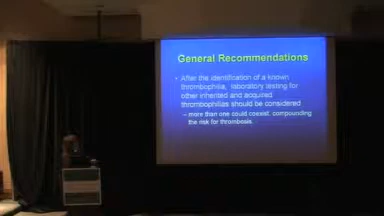 General Recommendations
• After the identification of a known
thrombophilia, laboratory testing for
other inherited and acquired
thrombophilias should be considered
– more than one could coexist, compounding
the risk for thrombosis.